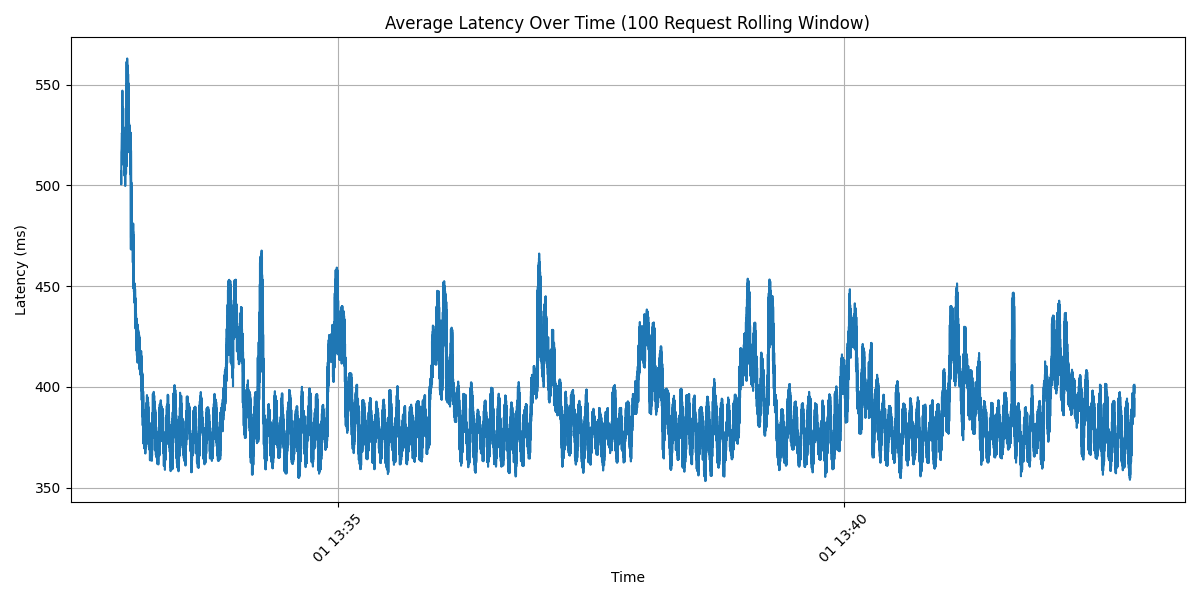 Average Latency Over Time (100 Request Rolling Window)
Latency (ms)
550
500
450
400
350
01 13:35
01 13:40
Time